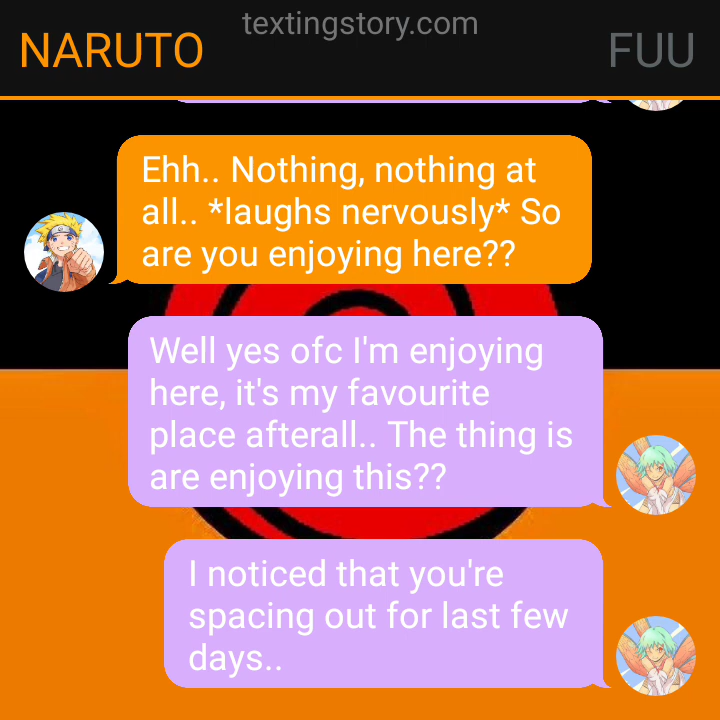 textingstory.com
NARUTO
FUU
Ehh.. Nothing, nothing at
all.. *laughs nervously* So
are you enjoying here??
Well yes ofc I'm enjoying
here, it's my favourite
place afterall.. The thing is
are enjoying this??
I noticed that you're
spacing out for last few
days..